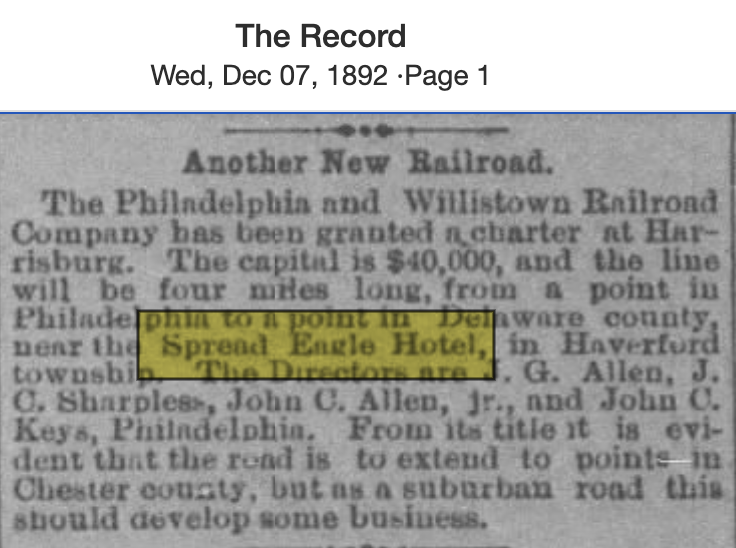 The Record
Wed, Dec 07, 1892 ·Page 1
Another New Railroad.
The Philadelphia and Willistown Railroad
Company has been granted a charter at Har-
risburg. The capital is $40,000, and the line
will be four miles long, from a point in
Philadelphia to a point in Delaware county,
near the Spread Eagle Hotel, in Haverford
township. The Directors are J. G. Allen, J.
C. Sharpless, John C. Allen, jr., and John C.
Keys, Philadelphia. From its title it is evi-
dent that the road is to extend to points in
Chester county, but as a suburban road this
should develop some business.